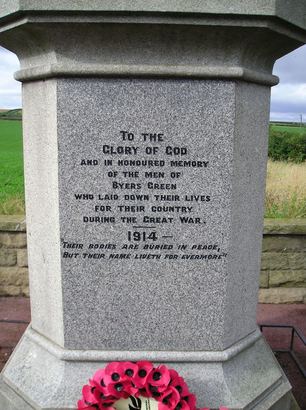 TO THE
GLORY OF GOD
AND IN HONOURED MEMORY
OF THE MEN OF
BYERS GREEN
WHO LAID DOWN THEIR LIVES
FOR THEIR COUNTRY
DURING THE GREAT WAR.
1914 —
THEIR BODIES ARE BURIED IN PEACE,
BUT THEIR NAME LIVETH FOR EVERMORE"